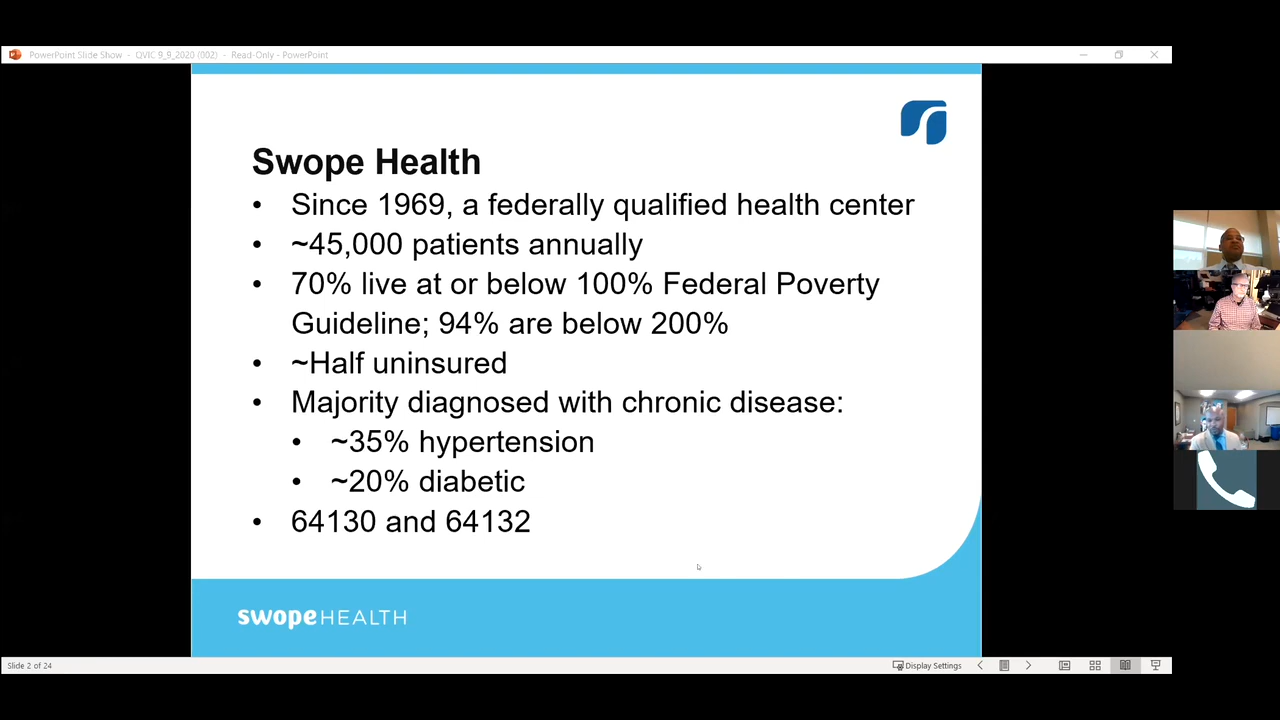 PowerPoint Slide Show - QVIC 9_9_2020 (002) - Read-Only - PowerPoint
Swope Health
• Since 1969, a federally qualified health center
• ~45,000 patients annually
• 70% live at or below 100% Federal Poverty
Guideline; 94% are below 200%
• ~Half uninsured
• Majority diagnosed with chronic disease:
• ~35% hypertension
• ~20% diabetic
• 64130 and 64132
swopeHEALTH
Slide 2 of 24
Display Settings